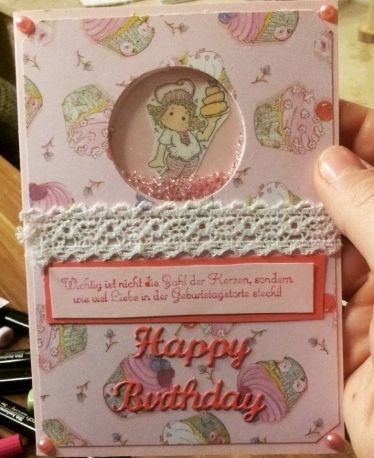 Wichtig ist nicht die Zahl der Kerzen, sondern
wie viel Liebe in der Geburtstagstorte steckt!
Happy
Birthday